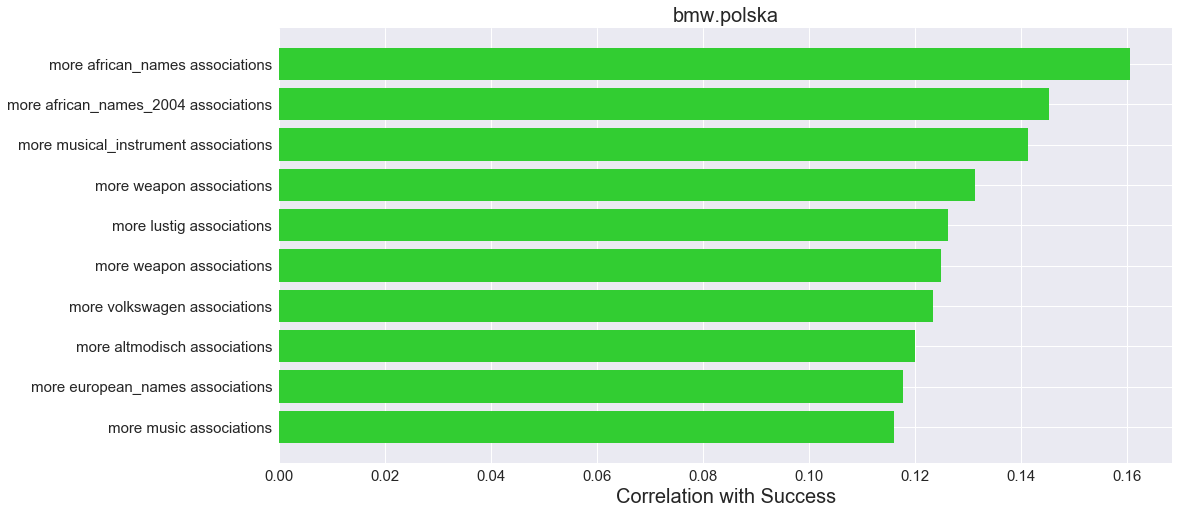 bmw.polska
more african_names associations
more african_names_2004 associations
more musical_instrument associations
more weapon associations
more lustig associations
more weapon associations
more volkswagen associations
more altmodisch associations
more european_names associations
more music associations
0.00 0.02 0.04 0.06 0.08 0.10 0.12 0.14 0.16
Correlation with Success